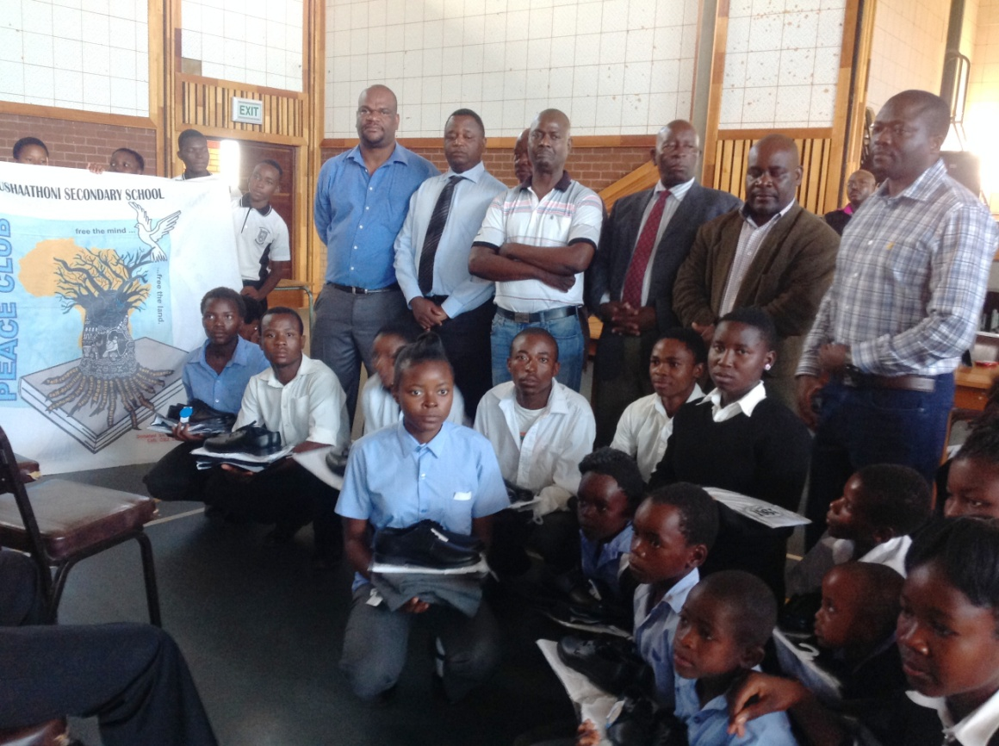 EXIT
USHAATHONI SECONDARY SCHOOL
PEACE CLUB
free the mind ...
...free the land.